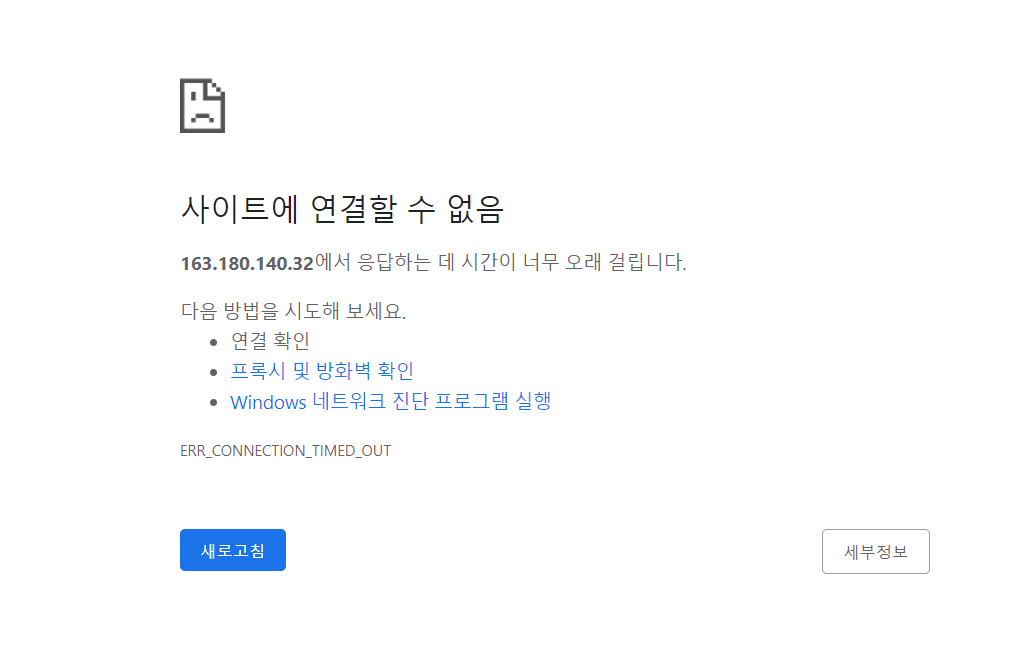 사이트에 연결할 수 없음
163.180.140.32에서 응답하는 데 시간이 너무 오래 걸립니다.
다음 방법을 시도해 보세요.
연결 확인
프록시 및 방화벽 확인
Windows 네트워크 진단 프로그램 실행
ERR_CONNECTION_TIMED_OUT
새로고침
세부정보